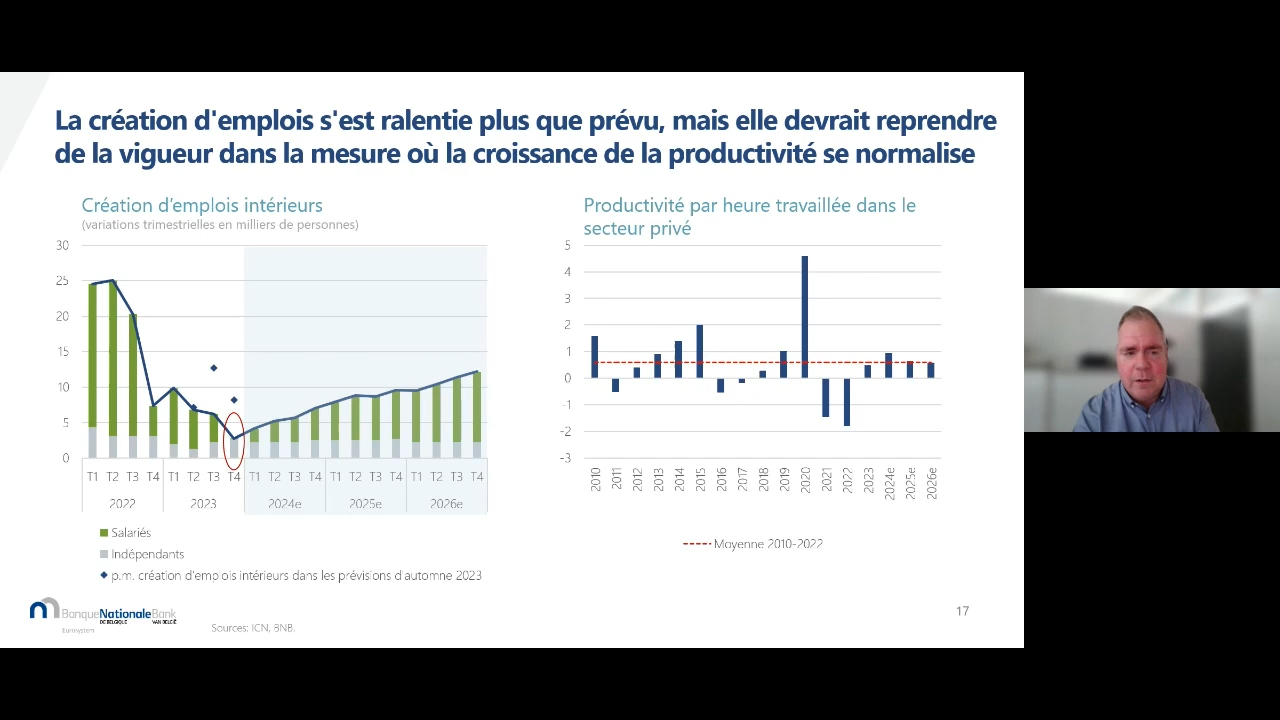 La création d'emplois s'est ralentie plus que prévu, mais elle devrait reprendre
de la vigueur dans la mesure où la croissance de la productivité se normalise
Création d'emplois intérieurs
(variations trimestrielles en milliers de personnes)
30
25
20
15
10
5
0
T1 T2 T3 T4 T1 T2 T3 T4 T1 T2 T3 T4 T1 T2 T3 T4 T1 T2 T3 T4
2022 2023 2024e 2025e 2026e
Salariés
Indépendants
p.m. création d'emplois intérieurs dans les prévisions d'automne 2023
Productivité par heure travaillée dans le
secteur privé
5
4
3
2
1
0
-1
-2
-3
2010 2011 2012 2013 2014 2015 2016 2017 2018 2019 2020 2021 2022 2023 2024e 2025e 2026e
Moyenne 2010-2022
BanqueNationaleBank
DE BELGIQUE VAN BELGIË
Eurosystem
Sources: ICN, BNB.
17